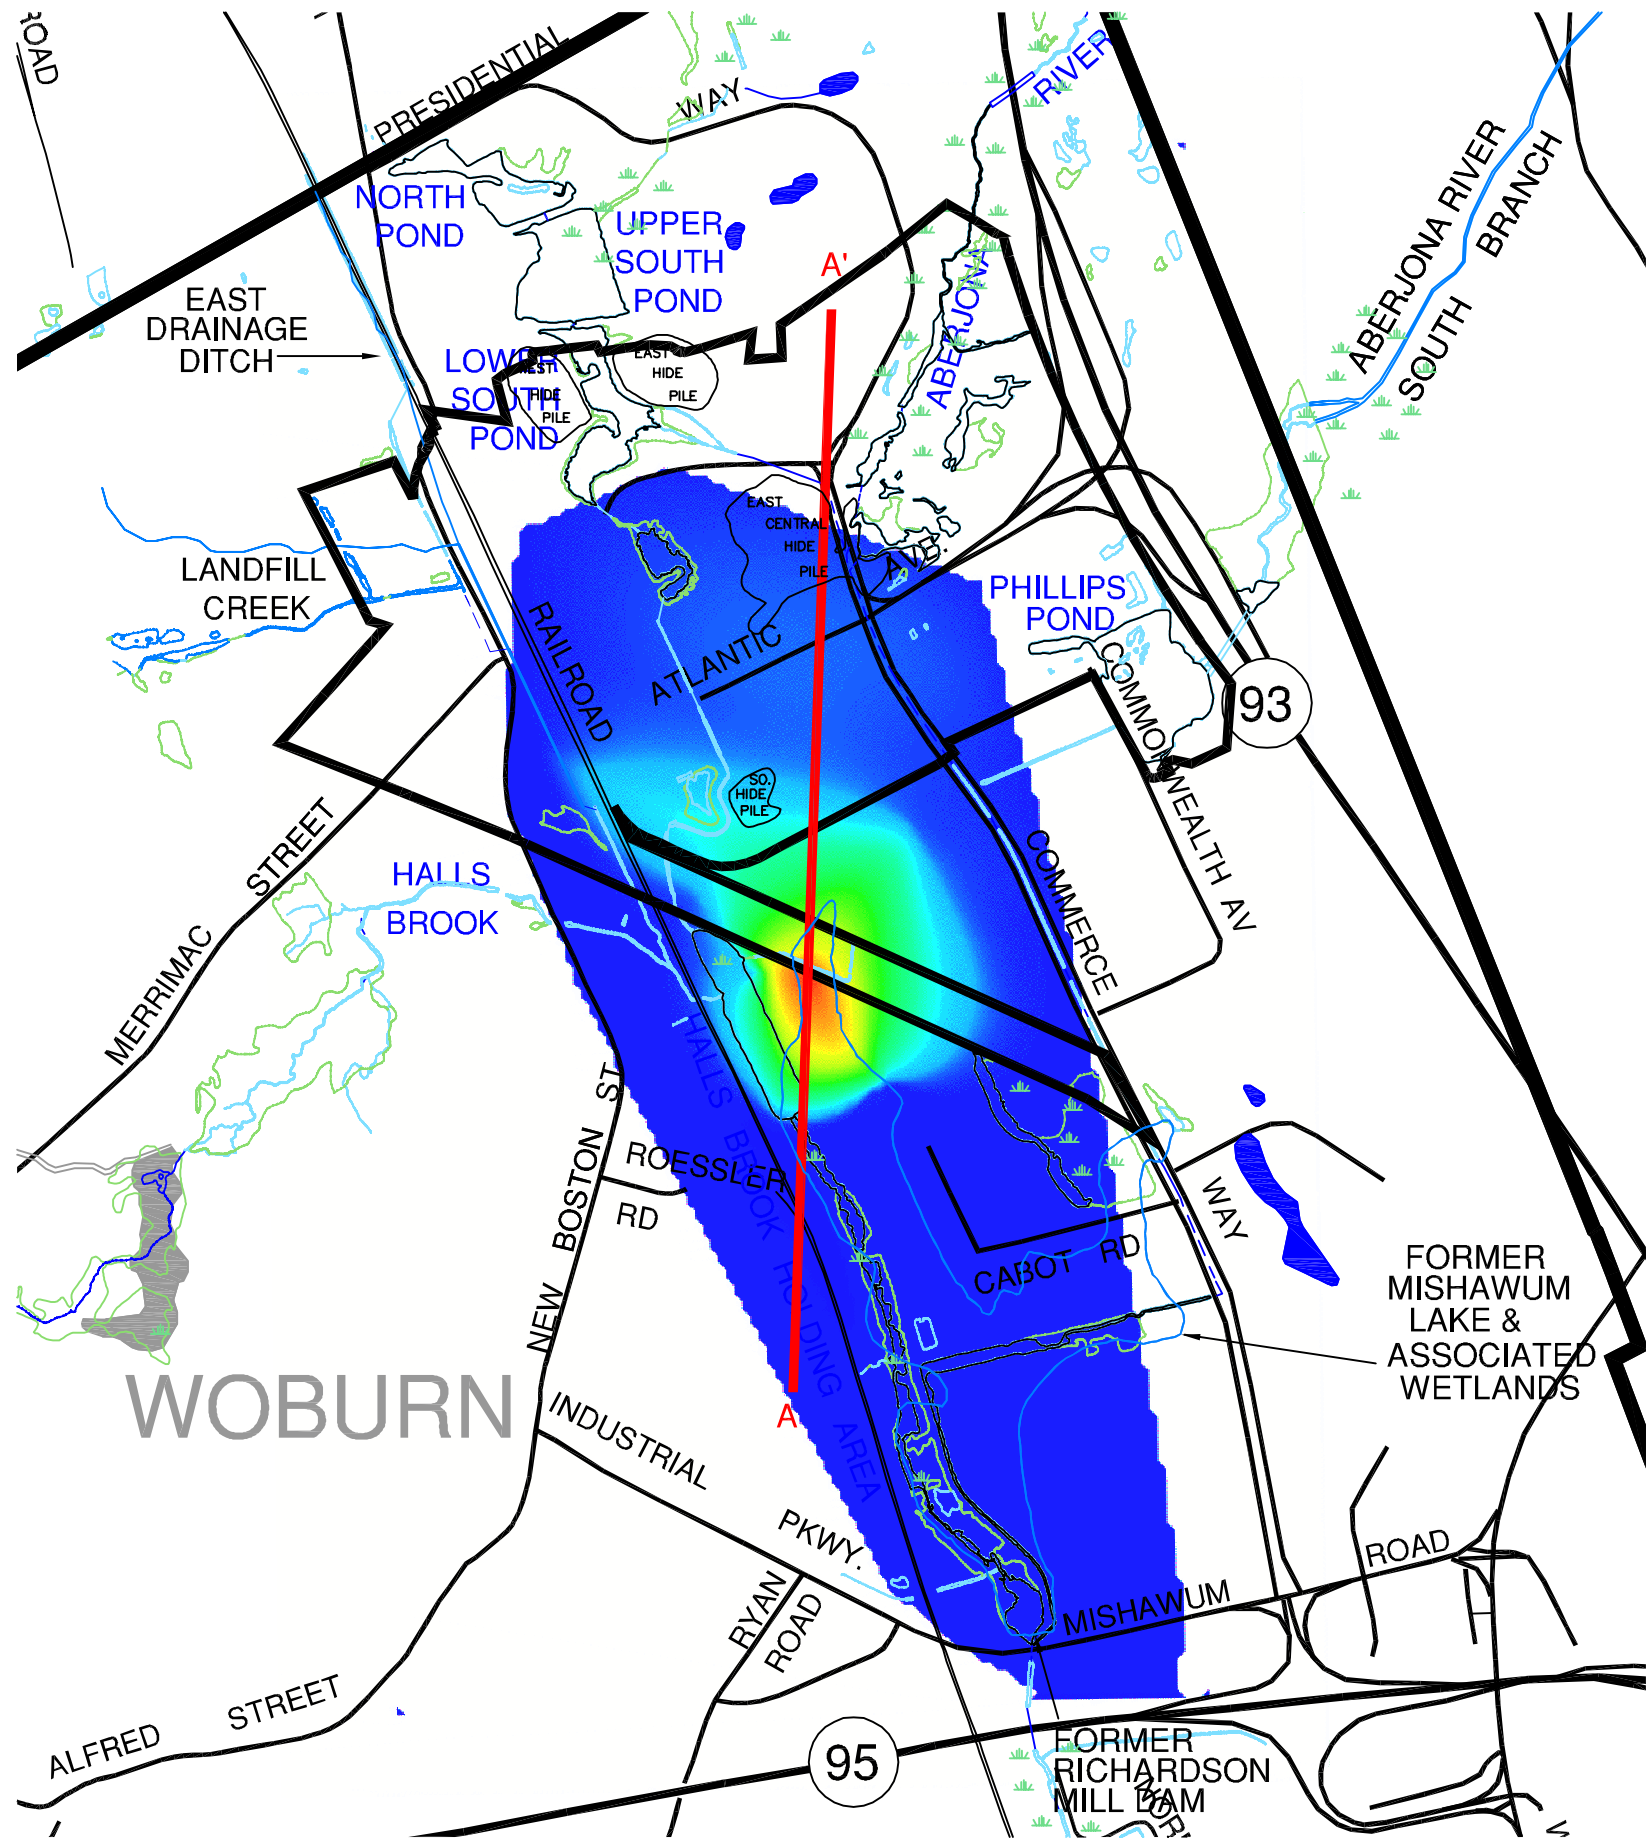 ROAD
PRESIDENTIAL
WAY
RIVER
NORTH
POND
UPPER
SOUTH
POND
A'
ABERJONA
ABERJONA RIVER
SOUTH BRANCH
EAST
DRAINAGE
DITCH
LOWER
SOUTH
POND
WEST
HIDE
PILE
EAST
HIDE
PILE
EAST
CENTRAL
HIDE
PILE
LANDFILL
CREEK
RAILROAD
ATLANTIC
AVE.
PHILLIPS
POND
COMMONWEALTH AV
93
SO.
HIDE
PILE
MERRIMAC STREET
HALLS
BROOK
COMMERCE
WAY
HALLS BROOK HOLDING AREA
NEW BOSTON ST
ROESSLER
RD
CABOT RD
FORMER
MISHAWUM
LAKE &
ASSOCIATED
WETLANDS
WOBURN
A
INDUSTRIAL
PKWY.
RYAN
ROAD
MISHAWUM
ROAD
ALFRED STREET
95
FORMER
RICHARDSON
MILL DAM